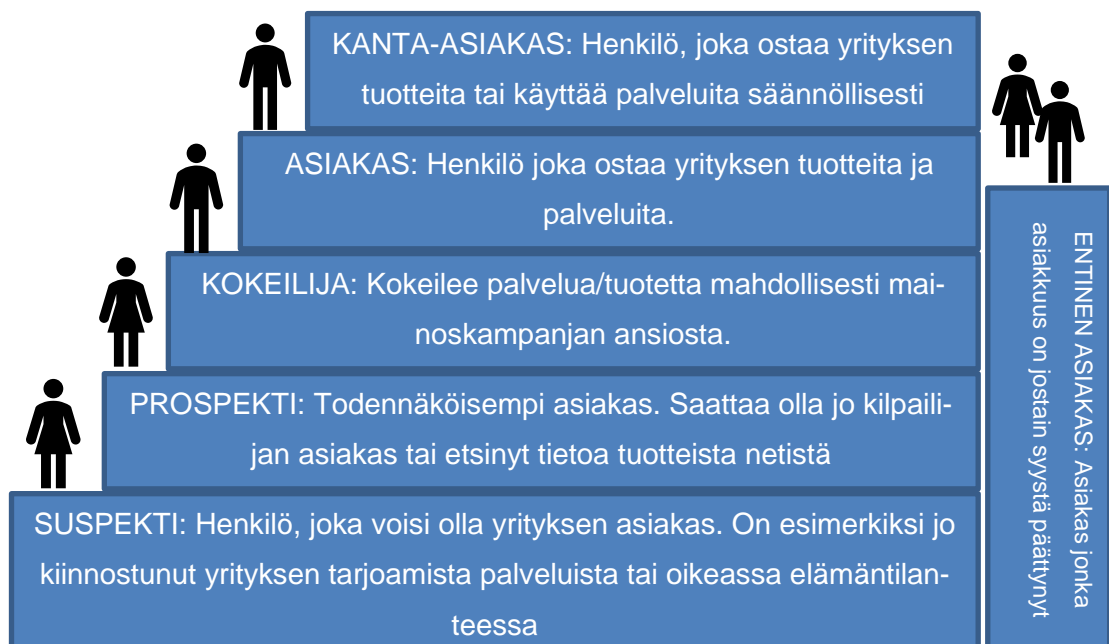 KANTA-ASIAKAS: Henkilö, joka ostaa yrityksen
tuotteita tai käyttää palveluita säännöllisesti
ASIAKAS: Henkilö joka ostaa yrityksen tuotteita ja
palveluita.
KOKEILIJA: Kokeilee palvelua/tuotetta mahdollisesti mai-
noskampanjan ansiosta.
PROSPEKTI: Todennäköisempi asiakas. Saattaa olla jo kilpaili-
jan asiakas tai etsinyt tietoa tuotteista netistä
SUSPEKTI: Henkilö, joka voisi olla yrityksen asiakas. On esimerkiksi jo
kiinnostunut yrityksen tarjoamista palveluista tai oikeassa elämäntilan-
teessa
ENTINEN ASIAKAS: Asiakas jonka
asiakkuus on jostain syystä päättynyt